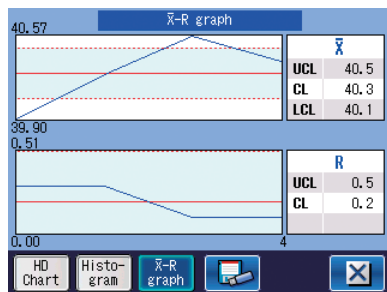 X̄-R graph
40.57
X̄
UCL 40.5
CL 40.3
LCL 40.1
39.90
0.51
R
UCL 0.5
CL 0.2
0.00 4
HD Chart
Histo-gram
X̄-R graph